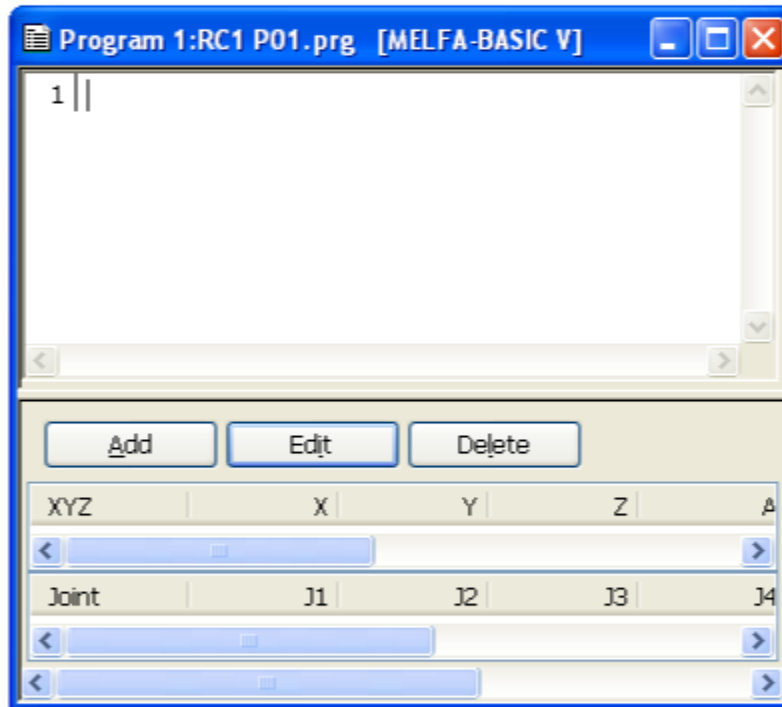 Program 1:RC1 P01.prg [MELFA-BASIC V]
1
Add Edit Delete
XYZ X Y Z A
Joint J1 J2 J3 J4